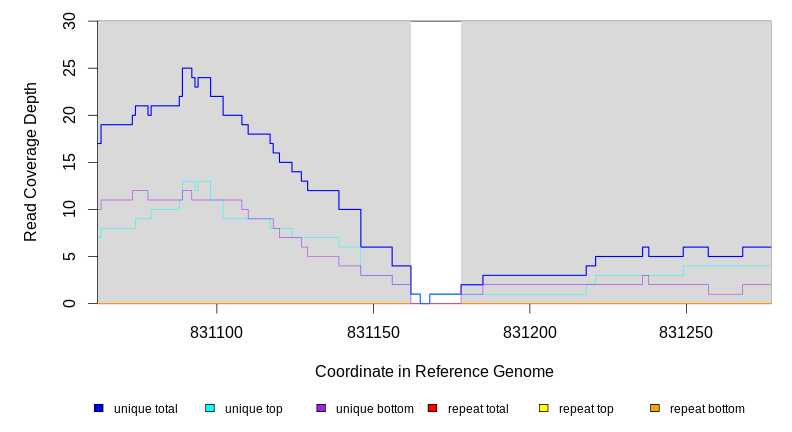 30
25
20
15
10
5
0
Read Coverage Depth
831100 831150 831200 831250
Coordinate in Reference Genome
unique total unique top unique bottom repeat total repeat top repeat bottom